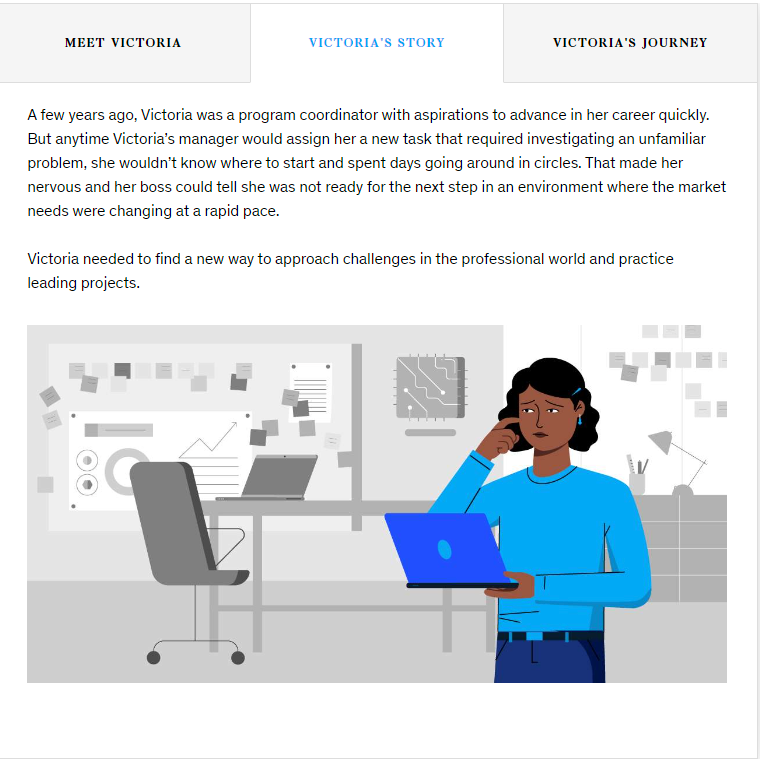 MEET VICTORIA
VICTORIA'S STORY
VICTORIA'S JOURNEY
A few years ago, Victoria was a program coordinator with aspirations to advance in her career quickly.
But anytime Victoria’s manager would assign her a new task that required investigating an unfamiliar
problem, she wouldn’t know where to start and spent days going around in circles. That made her
nervous and her boss could tell she was not ready for the next step in an environment where the market
needs were changing at a rapid pace.
Victoria needed to find a new way to approach challenges in the professional world and practice
leading projects.